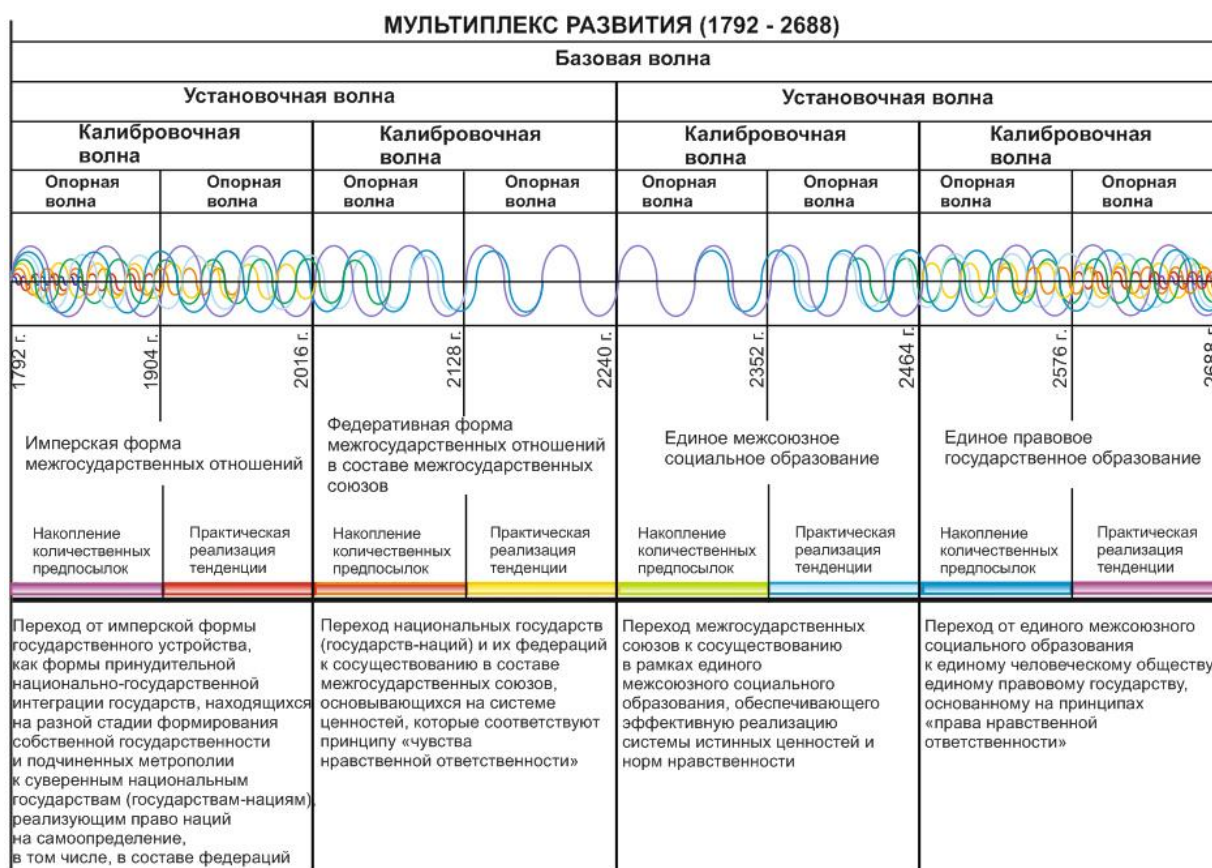 МУЛЬТИПЛЕКС РАЗВИТИЯ (1792 - 2688)
Базовая волна
Установочная волна
Установочная волна
Калибровочная
волна
Калибровочная
волна
Калибровочная
волна
Калибровочная
волна
Опорная
волна
Опорная
волна
Опорная
волна
Опорная
волна
Опорная
волна
Опорная
волна
Опорная
волна
Опорная
волна
1792 г.
1904 г.
2016 г.
2128 г.
2240 г.
2352 г.
2464 г.
2576 г.
2688 г.
Имперская форма
межгосударственных отношений
Федеративная форма
межгосударственных отношений
в составе межгосударственных
союзов
Единое межсоюзное
социальное образование
Единое правовое
государственное образование
Накопление
количественных
предпосылок
Практическая
реализация
тенденции
Накопление
количественных
предпосылок
Практическая
реализация
тенденции
Накопление
количественных
предпосылок
Практическая
реализация
тенденции
Накопление
количественных
предпосылок
Практическая
реализация
тенденции
Переход от имперской формы
государственного устройства,
как формы принудительной
национально-государственной
интеграции государств, находящихся
на разной стадии формирования
собственной государственности
и подчиненных метрополии
к суверенным национальным
государствам (государствам-нациям),
реализующим право наций
на самоопределение,
в том числе, в составе федераций
Переход национальных государств
(государств-наций) и их федераций
к сосуществованию в составе
межгосударственных союзов,
основывающихся на системе
ценностей, которые соответствуют
принципу «чувства
нравственной ответственности»
Переход межгосударственных
союзов к сосуществованию
в рамках единого
межсоюзного социального
образования, обеспечивающего
эффективную реализацию
системы истинных ценностей и
норм нравственности
Переход от единого межсоюзного
социального образования
к единому человеческому обществу,
единому правовому государству,
основанному на принципах
«права нравственной
ответственности»